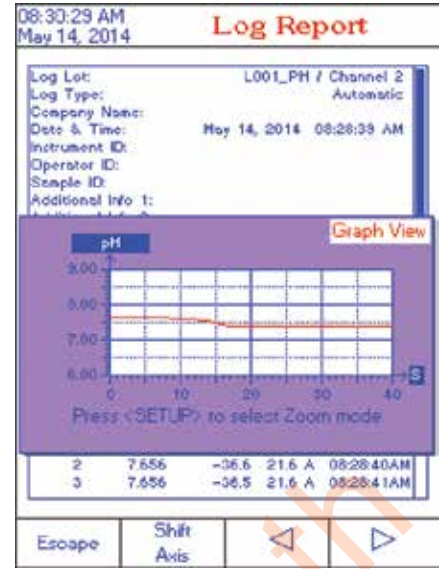 08:30:29 AM
May 14, 2014
Log Report
Log Lot: L001_PH / Channel 2
Log Type: Automatic
Company Name:
Date & Time: May 14, 2014 08:28:39 AM
Instrument ID:
Operator ID:
Sample ID:
Additional Info 1:
Graph View
pH
9.00
8.00
7.00
6.00
0 10 20 30 40 S
Press <SETUP> to select Zoom mode
2 7.656 -36.6 21.6 A 08:28:40AM
3 7.656 -36.5 21.6 A 08:28:41AM
Escape
Shift
Axis